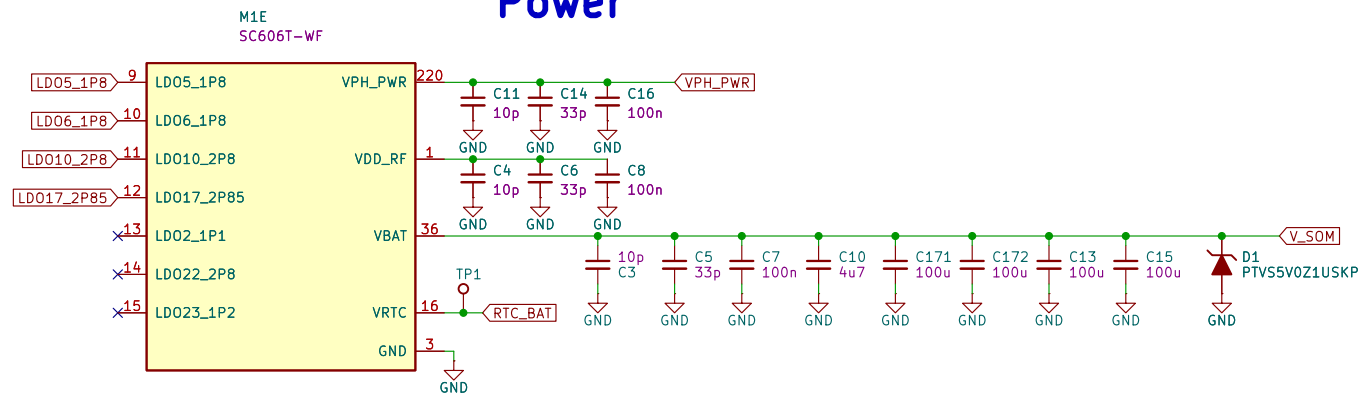 Power
M1E
SC606T-WF
LDO5_1P8 9 LDO5_1P8 VPH_PWR 220 VPH_PWR
C11 C14 C16
10p 33p 100n
LDO6_1P8 10 LDO6_1P8
GND GND GND
LDO10_2P8 11 LDO10_2P8 VDD_RF 1
C4 C6 C8
10p 33p 100n
LDO17_2P85 12 LDO17_2P85
GND GND GND
13 LDO2_1P1 VBAT 36 V_SOM
10p C5 C7 C10 C171 C172 C13 C15 D1
C3 33p 100n 4u7 100u 100u 100u 100u PTVS5V0Z1USKP
14 LDO22_2P8 TP1
15 LDO23_1P2 VRTC 16 RTC_BAT
GND GND GND GND GND GND GND GND GND
GND 3
GND